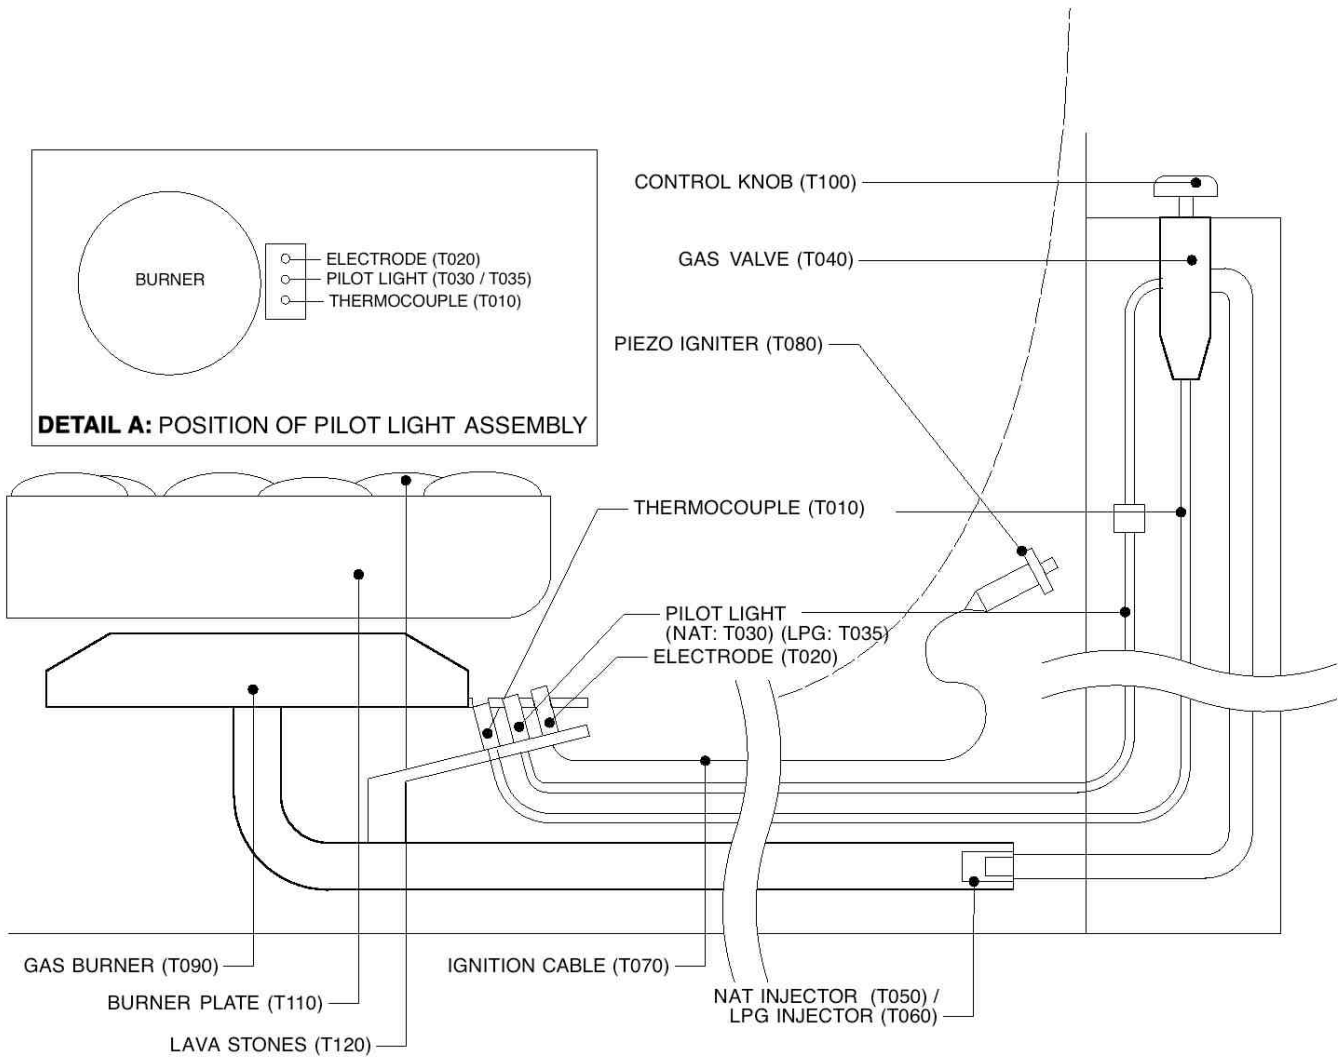 CONTROL KNOB (T100)
GAS VALVE (T040)
ELECTRODE (T020)
PILOT LIGHT (T030 / T035)
THERMOCOUPLE (T010)
BURNER
PIEZO IGNITER (T080)
DETAIL A: POSITION OF PILOT LIGHT ASSEMBLY
THERMOCOUPLE (T010)
PILOT LIGHT
(NAT: T030) (LPG: T035)
ELECTRODE (T020)
GAS BURNER (T090)
IGNITION CABLE (T070)
BURNER PLATE (T110)
NAT INJECTOR (T050) /
LPG INJECTOR (T060)
LAVA STONES (T120)